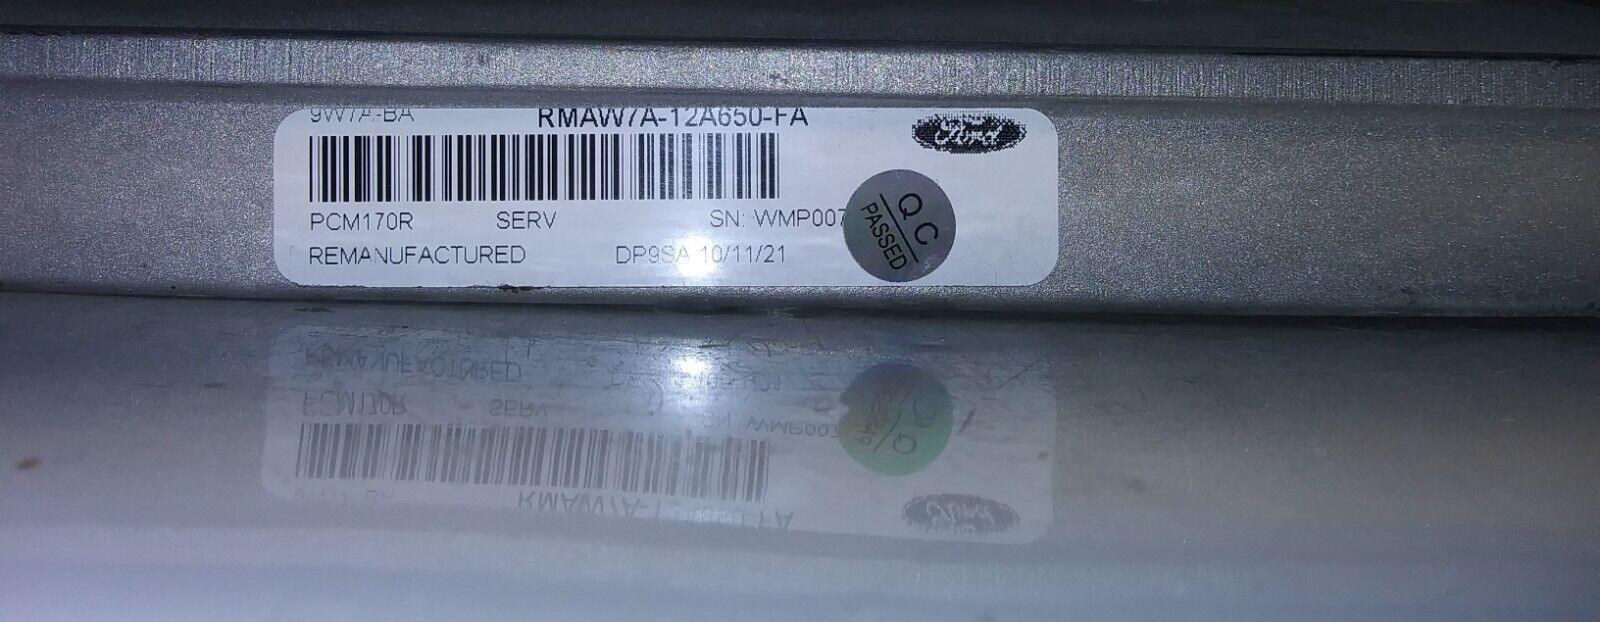 9W7A-BA RMAW7A-12A650-FA
Ford
PCM170R SERV SN: WMP007
QC
PASSED
REMANUFACTURED DP9SA 10/11/21